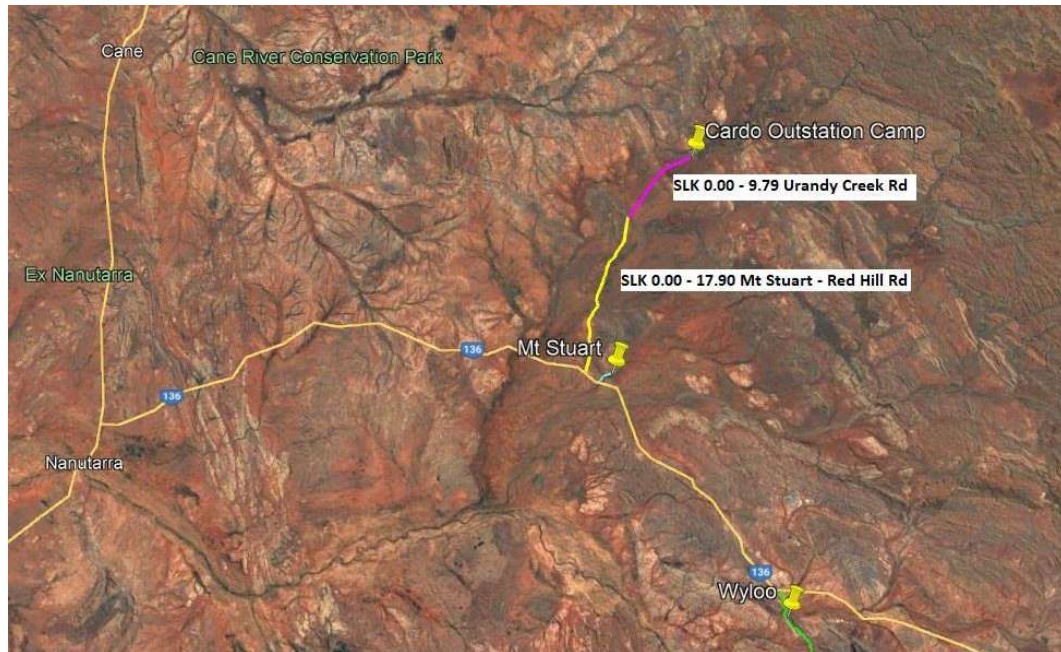 Cane
Cane River Conservation Park
Cardo Outstation Camp
SLK 0.00 - 9.79 Urandy Creek Rd
Ex Nanutarra
SLK 0.00 - 17.90 Mt Stuart - Red Hill Rd
Mt Stuart
136
136
Nanutarra
136
Wyloo